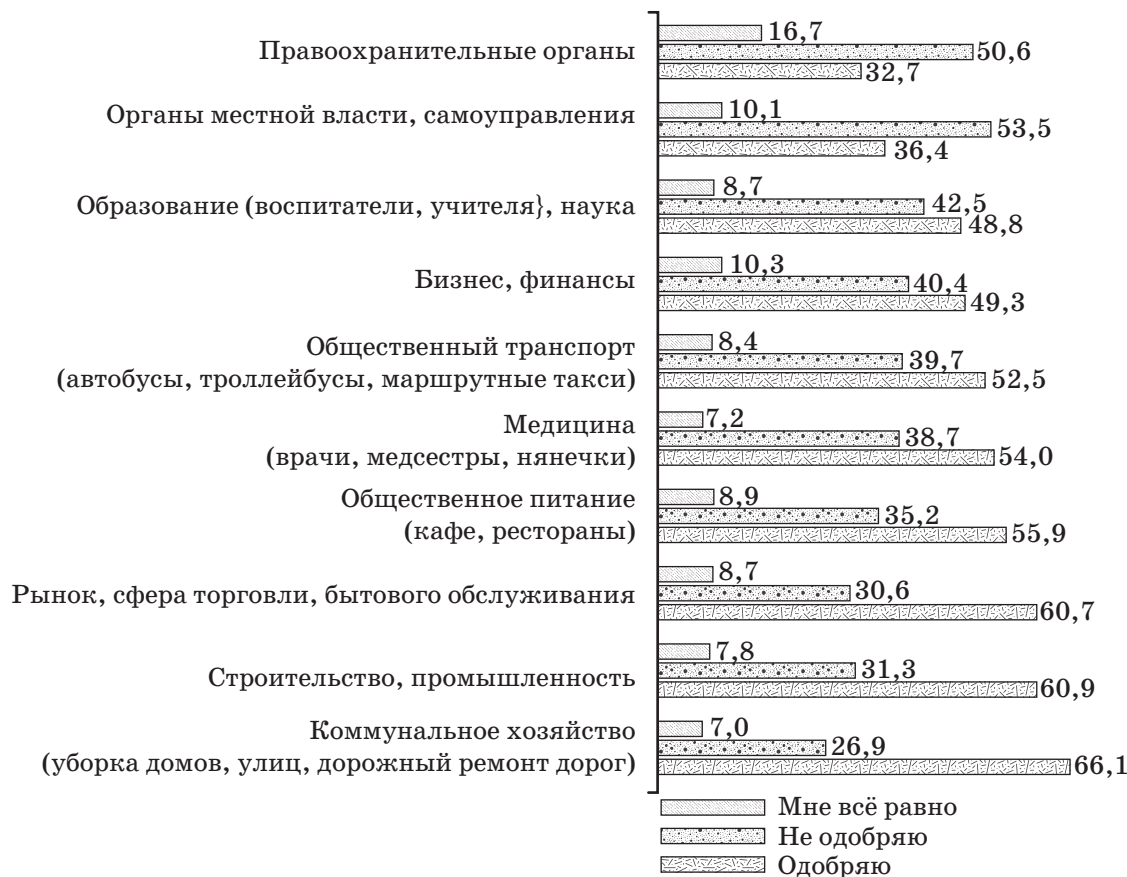 16,7
Правоохранительные органы
50,6
32,7
10,1
Органы местной власти, самоуправления
53,5
36,4
8,7
Образование (воспитатели, учителя}, наука
42,5
48,8
10,3
Бизнес, финансы
40,4
49,3
8,4
Общественный транспорт
39,7
(автобусы, троллейбусы, маршрутные такси)
52,5
7,2
Медицина
38,7
(врачи, медсестры, нянечки)
54,0
8,9
Общественное питание
35,2
(кафе, рестораны)
55,9
8,7
Рынок, сфера торговли, бытового обслуживания
30,6
60,7
7,8
Строительство, промышленность
31,3
60,9
7,0
Коммунальное хозяйство
26,9
(уборка домов, улиц, дорожный ремонт дорог)
66,1
Мне всё равно
Не одобряю
Одобряю